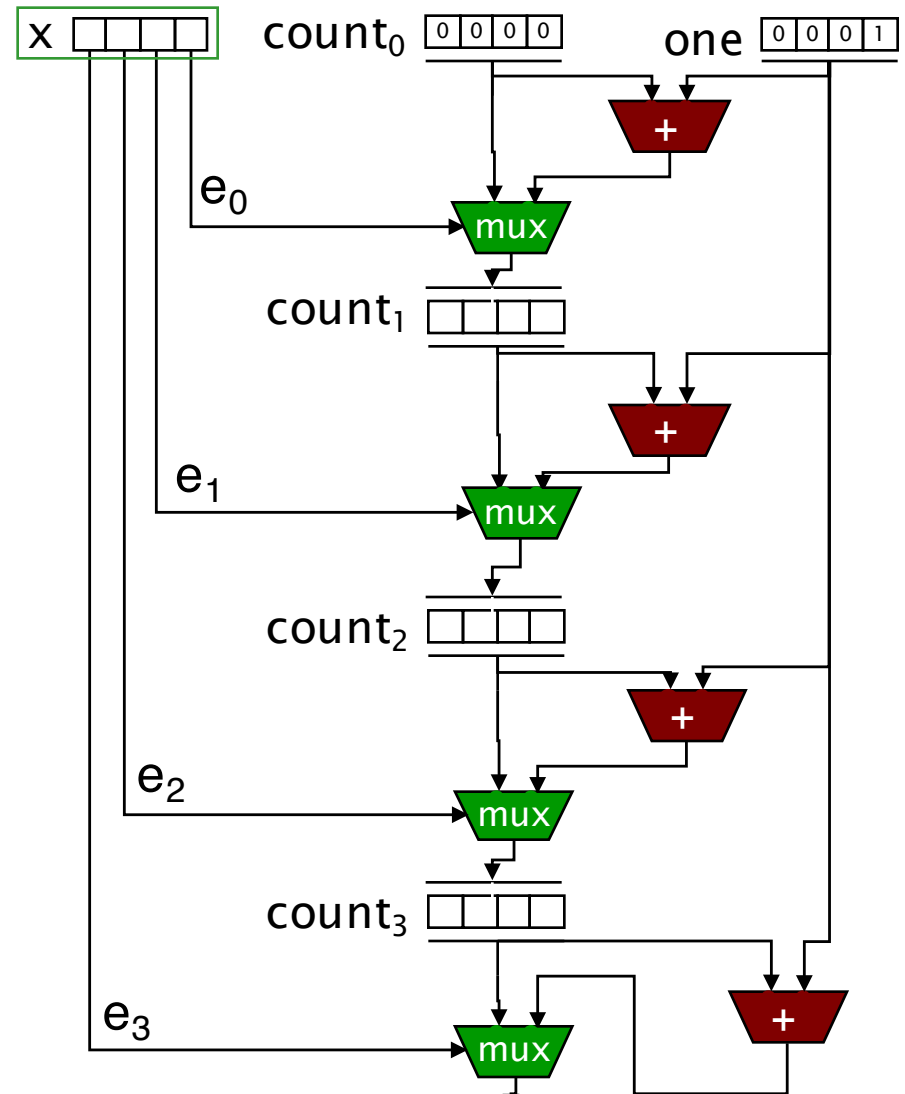 x
count₀ 0 0 0 0
one 0 0 0 1
+
e₀
mux
count₁
+
e₁
mux
count₂
+
e₂
mux
count₃
+
e₃
mux